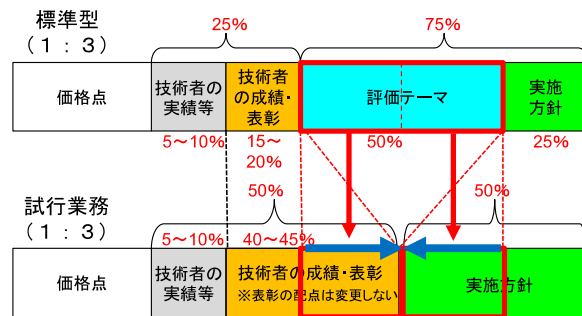 標準型
(1:3)
25%
75%
価格点
技術者の
実績等
技術者
の成績・
表彰
評価テーマ
実施
方針
5~10%
15~
20%
50%
25%
試行業務
(1:3)
50%
50%
5~10%
40~45%
価格点
技術者の
実績等
技術者の成績・表彰
※表彰の配点は変更しない
実施方針